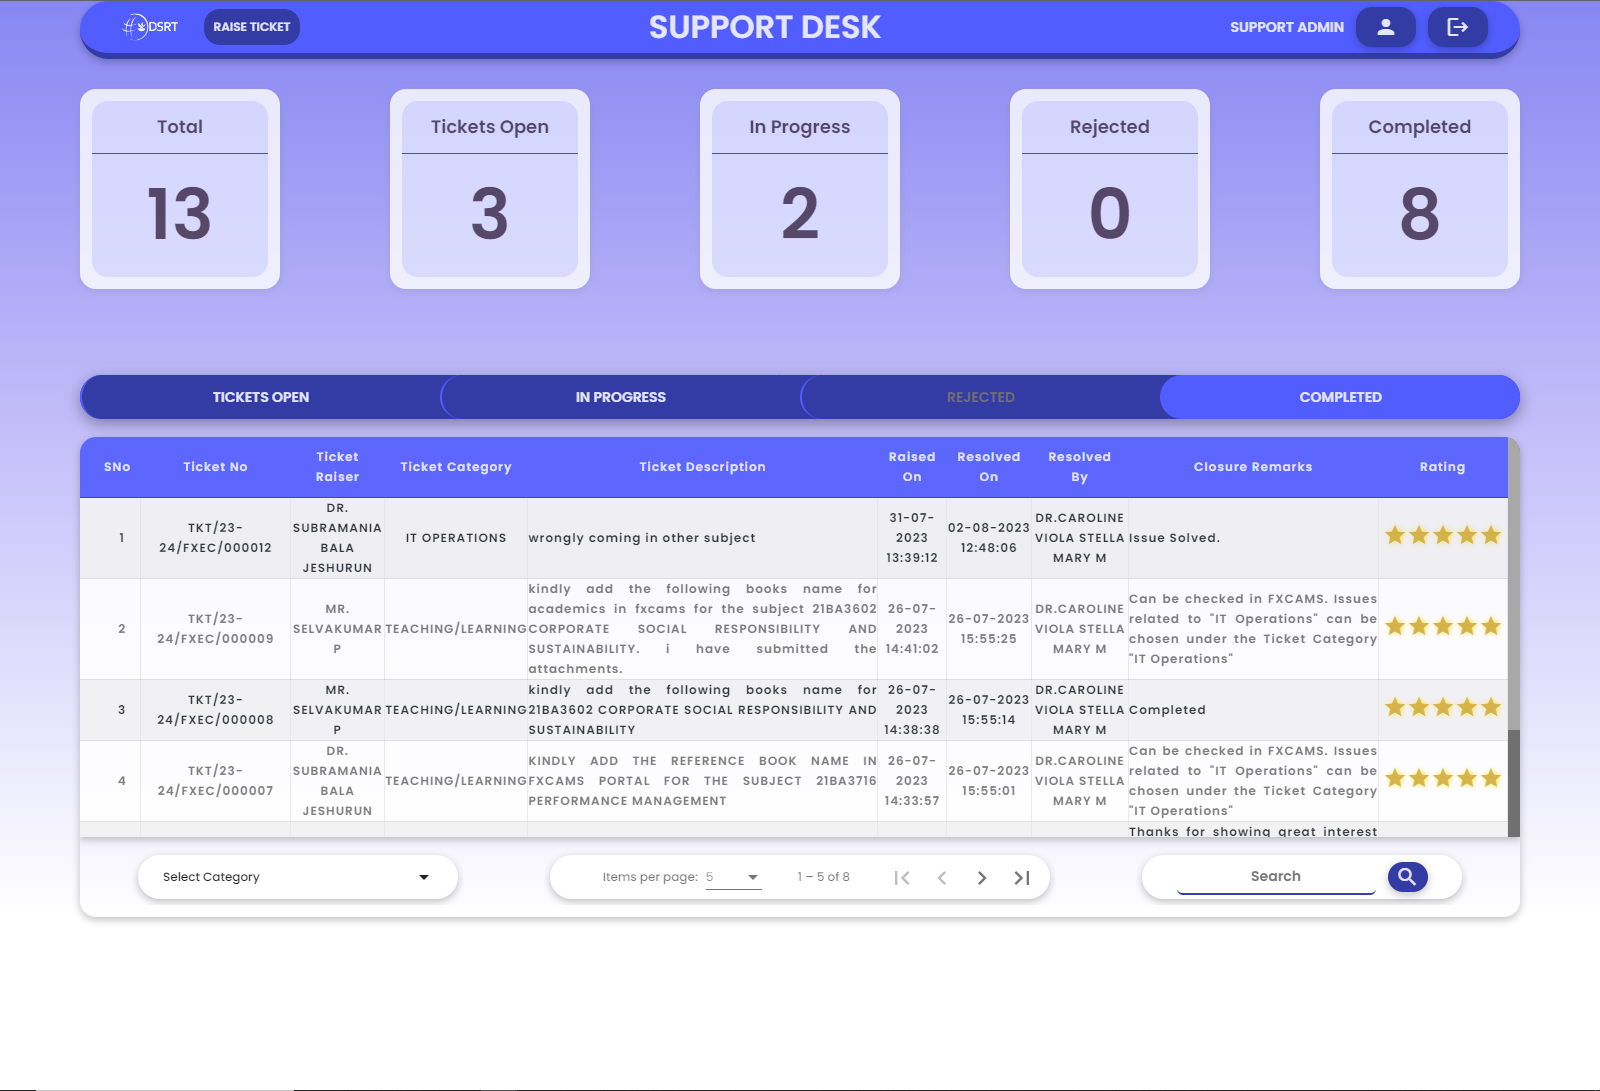 DSRT
RAISE TICKET
SUPPORT DESK
SUPPORT ADMIN
Total
Tickets Open
In Progress
Rejected
Completed
13
3
2
0
8
TICKETS OPEN
IN PROGRESS
REJECTED
COMPLETED
SNo
Ticket No
Ticket
Raiser
Ticket Category
Ticket Description
Raised
On
Resolved
On
Resolved
By
Closure Remarks
Rating
1
TKT/23-
24/FXEC/000012
DR.
SUBRAMANIA
BALA
JESHURUN
IT OPERATIONS
wrongly coming in other subject
31-07-
2023
13:39:12
02-08-2023
12:48:06
DR.CAROLINE
VIOLA STELLA
MARY M
Issue Solved.
2
TKT/23-
24/FXEC/000009
MR.
SELVAKUMAR
P
TEACHING/LEARNING
kindly add the following books name for
academics in fxcams for the subject 21BA3602
CORPORATE SOCIAL RESPONSIBILITY AND
SUSTAINABILITY. i have submitted the
attachments.
26-07-
2023
14:41:02
26-07-2023
15:55:25
DR.CAROLINE
VIOLA STELLA
MARY M
Can be checked in FXCAMS. Issues
related to "IT Operations" can be
chosen under the Ticket Category
"IT Operations"
3
TKT/23-
24/FXEC/000008
MR.
SELVAKUMAR
P
TEACHING/LEARNING
kindly add the following books name for
21BA3602 CORPORATE SOCIAL RESPONSIBILITY AND
SUSTAINABILITY
26-07-
2023
14:38:38
26-07-2023
15:55:14
DR.CAROLINE
VIOLA STELLA
MARY M
Completed
4
TKT/23-
24/FXEC/000007
DR.
SUBRAMANIA
BALA
JESHURUN
TEACHING/LEARNING
KINDLY ADD THE REFERENCE BOOK NAME IN
FXCAMS PORTAL FOR THE SUBJECT 21BA3716
PERFORMANCE MANAGEMENT
26-07-
2023
14:33:57
26-07-2023
15:55:01
DR.CAROLINE
VIOLA STELLA
MARY M
Can be checked in FXCAMS. Issues
related to "IT Operations" can be
chosen under the Ticket Category
"IT Operations"
Thanks for showing great interest
Select Category
Items per page: 5
1 – 5 of 8
Search